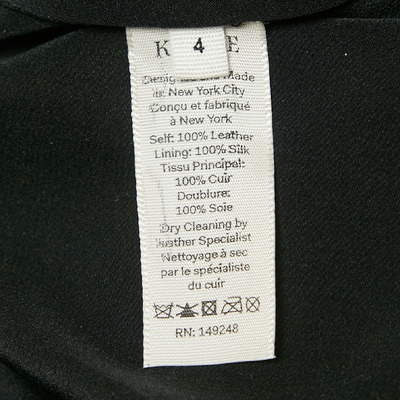 K 4 E
Designed and Made
in New York City
Conçu et fabriqué
à New York
Self: 100% Leather
Lining: 100% Silk
Tissu Principal:
100% Cuir
Doublure:
100% Soie
Dry Cleaning by
Leather Specialist
Nettoyage à sec
par le spécialiste
du cuir
RN: 149248